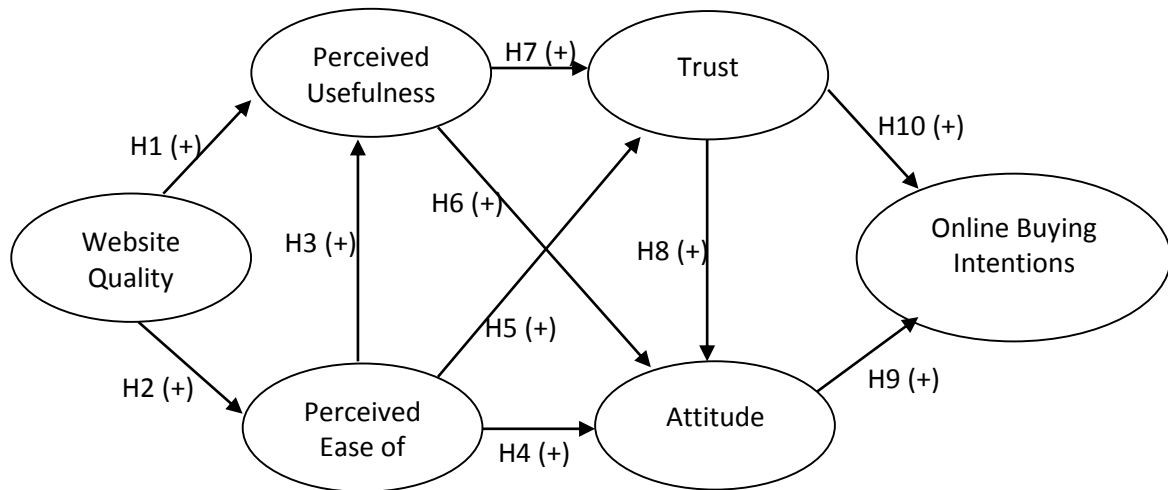 H7 (+)
Perceived
Usefulness
Trust
H1 (+)
H10 (+)
H6 (+)
Website
Quality
H3 (+)
H8 (+)
Online Buying
Intentions
H5 (+)
H2 (+)
H9 (+)
Perceived
Ease of
Attitude
H4 (+)